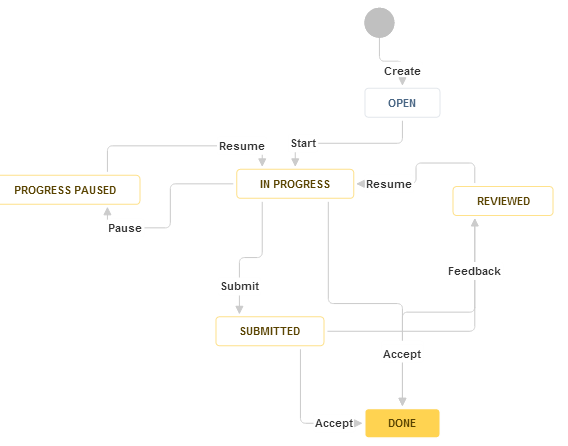 Create
OPEN
Resume
Start
PROGRESS PAUSED
IN PROGRESS
Resume
REVIEWED
Pause
Feedback
Submit
SUBMITTED
Accept
Accept
DONE